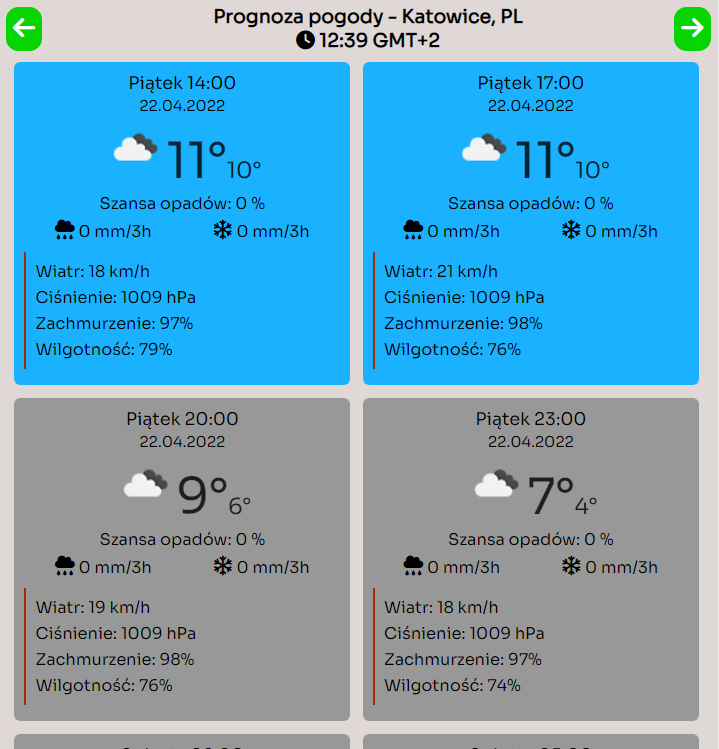 Prognoza pogody - Katowice, PL
12:39 GMT+2
Piątek 14:00
22.04.2022
11° 10°
Szansa opadów: 0 %
0 mm/3h 0 mm/3h
Wiatr: 18 km/h
Ciśnienie: 1009 hPa
Zachmurzenie: 97%
Wilgotność: 79%
Piątek 17:00
22.04.2022
11° 10°
Szansa opadów: 0 %
0 mm/3h 0 mm/3h
Wiatr: 21 km/h
Ciśnienie: 1009 hPa
Zachmurzenie: 98%
Wilgotność: 76%
Piątek 20:00
22.04.2022
9° 6°
Szansa opadów: 0 %
0 mm/3h 0 mm/3h
Wiatr: 19 km/h
Ciśnienie: 1009 hPa
Zachmurzenie: 98%
Wilgotność: 76%
Piątek 23:00
22.04.2022
7° 4°
Szansa opadów: 0 %
0 mm/3h 0 mm/3h
Wiatr: 18 km/h
Ciśnienie: 1009 hPa
Zachmurzenie: 97%
Wilgotność: 74%